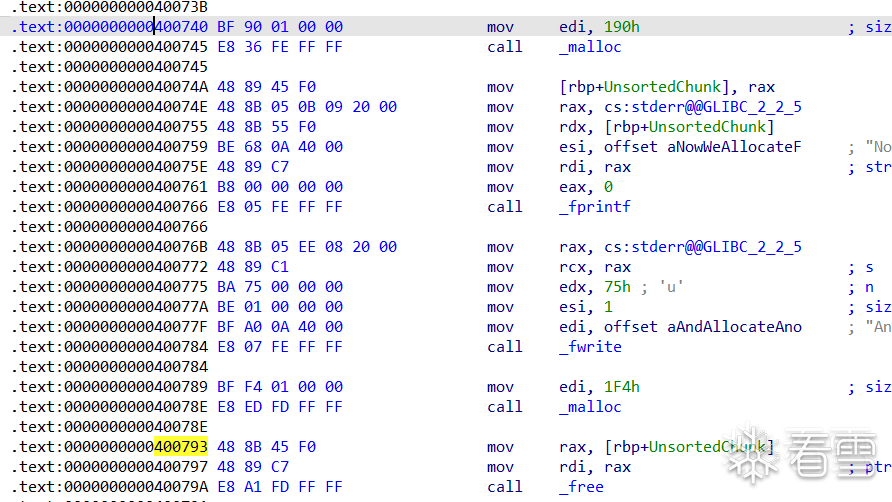 .text:000000000040073B
.text:0000000000400740 BF 90 01 00 00 mov edi, 190h ; siz
.text:0000000000400745 E8 36 FE FF FF call _malloc
.text:0000000000400745
.text:000000000040074A 48 89 45 F0 mov [rbp+UnsortedChunk], rax
.text:000000000040074E 48 8B 05 0B 09 20 00 mov rax, cs:stderr@@GLIBC_2_2_5
.text:0000000000400755 48 8B 55 F0 mov rdx, [rbp+UnsortedChunk]
.text:0000000000400759 BE 68 0A 40 00 mov esi, offset aNowWeAllocateF ; "No
.text:000000000040075E 48 89 C7 mov rdi, rax ; str
.text:0000000000400761 B8 00 00 00 00 mov eax, 0
.text:0000000000400766 E8 05 FE FF FF call _fprintf
.text:0000000000400766
.text:000000000040076B 48 8B 05 EE 08 20 00 mov rax, cs:stderr@@GLIBC_2_2_5
.text:0000000000400772 48 89 C1 mov rcx, rax ; s
.text:0000000000400775 BA 75 00 00 00 mov edx, 75h ; 'u' ; n
.text:000000000040077A BE 01 00 00 00 mov esi, 1 ; siz
.text:000000000040077F BF A0 0A 40 00 mov edi, offset aAndAllocateAno ; "An
.text:0000000000400784 E8 07 FE FF FF call _fwrite
.text:0000000000400784
.text:0000000000400789 BF F4 01 00 00 mov edi, 1F4h ; siz
.text:000000000040078E E8 ED FD FF FF call _malloc
.text:000000000040078E
.text:0000000000400793 48 8B 45 F0 mov rax, [rbp+UnsortedChunk]
.text:0000000000400797 48 89 C7 mov rdi, rax ; ptr
.text:000000000040079A E8 A1 FD FF FF call _free
看雪